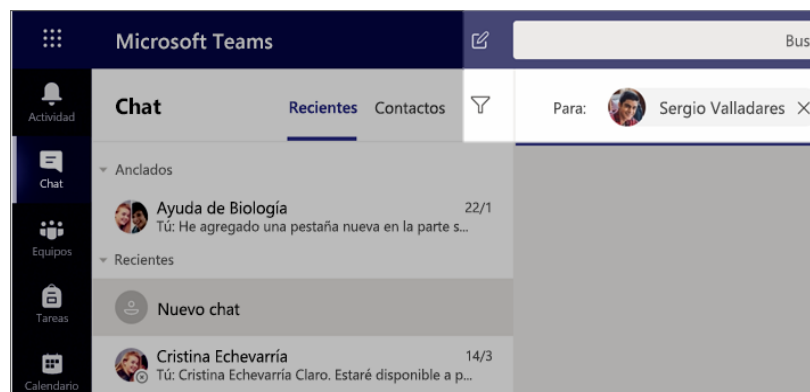 Microsoft Teams
Bus
Actividad
Chat
Recientes
Contactos
Para:
Sergio Valladares
Chat
Anclados
Ayuda de Biología
22/1
Tú: He agregado una pestaña nueva en la parte s...
Equipos
Recientes
Nuevo chat
Tareas
Cristina Echevarría
14/3
Tú: Cristina Echevarría Claro. Estaré disponible a p...
Calendario